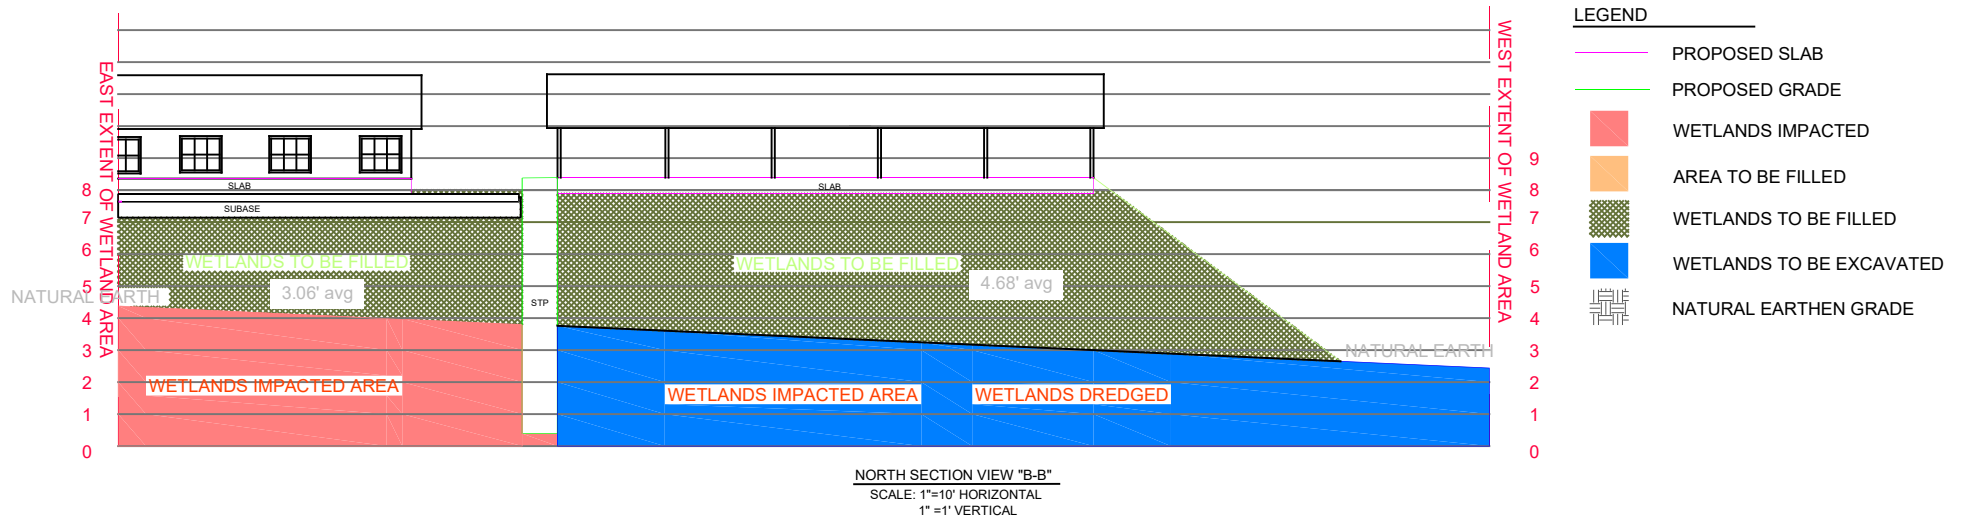 LEGEND
PROPOSED SLAB
PROPOSED GRADE
WETLANDS IMPACTED
AREA TO BE FILLED
WETLANDS TO BE FILLED
WETLANDS TO BE EXCAVATED
NATURAL EARTHEN GRADE
EAST EXTENT OF WETLAND AREA
WEST EXTENT OF WETLAND AREA
9
8
SLAB
SLAB
8
7
SUBASE
7
6
WETLANDS TO BE FILLED
WETLANDS TO BE FILLED
6
5
NATURAL EARTH
3.06' avg
4.68' avg
5
STP
4
4
3
NATURAL EARTH
3
2
WETLANDS IMPACTED AREA
WETLANDS IMPACTED AREA
WETLANDS DREDGED
2
1
1
0
0
NORTH SECTION VIEW "B-B"
SCALE: 1"=10' HORIZONTAL
1" =1' VERTICAL